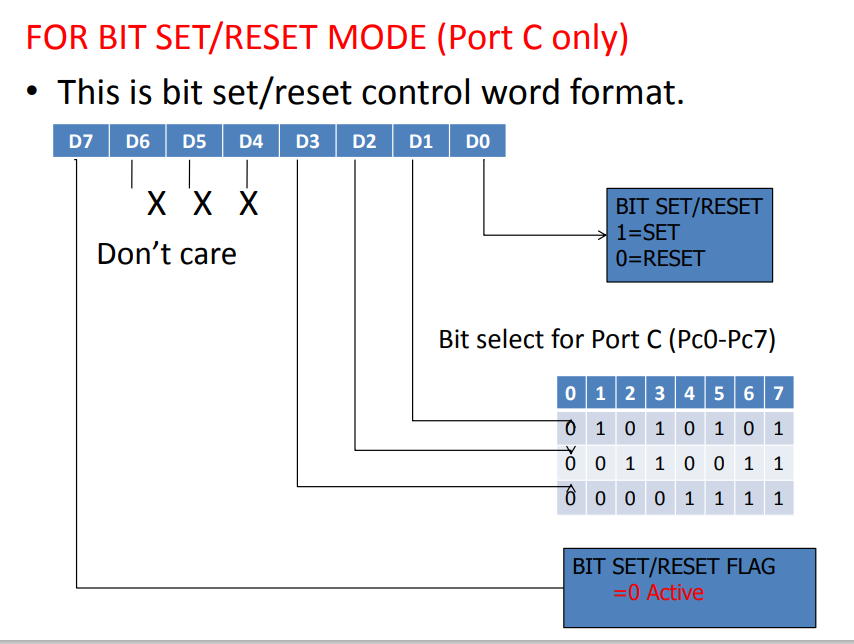 FOR BIT SET/RESET MODE (Port C only)
• This is bit set/reset control word format.
D7 D6 D5 D4 D3 D2 D1 D0
X X X
Don’t care
BIT SET/RESET
1=SET
0=RESET
Bit select for Port C (Pc0-Pc7)
0 1 2 3 4 5 6 7
0 1 0 1 0 1 0 1
0 0 1 1 0 0 1 1
0 0 0 0 1 1 1 1
BIT SET/RESET FLAG
=0 Active